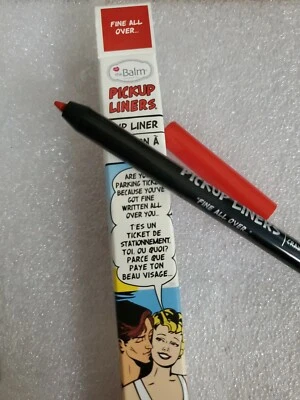 FINE ALL
OVER..
theBalm
PICKUP
LINERS
LIP LINER
À
ARE YOU
PARKING TICKET
BECAUSE YOU'VE
GOT FINE
WRITTEN ALL
OVER YOU...
T'ES UN
TICKET DE
STATIONNEMENT,
TOI, OU QUOI?
PARCE QUE
PAYE TON
BEAU VISAGE...
PICKUP LINERS
"FINE ALL OVER"